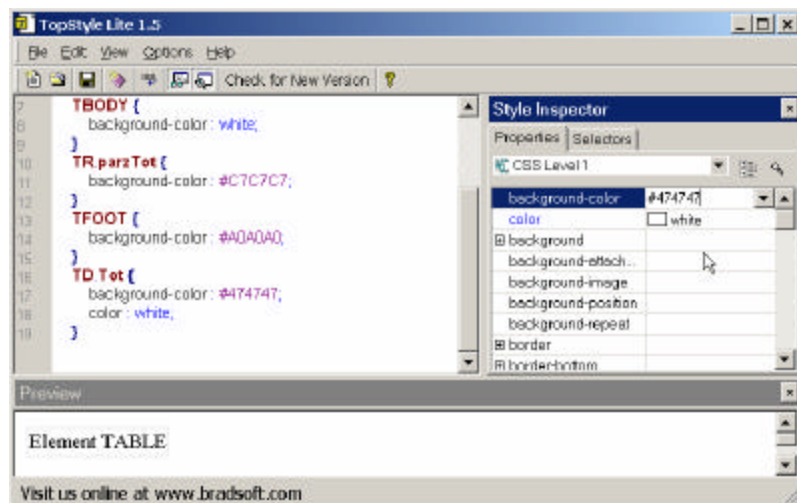 TopStyle Lite 1.5
File Edit View Options Help
Check for New Version
7 TBODY {
8 background-color : white;
9 }
10 TR.parzTot {
11 background-color : #C7C7C7;
12 }
13 TFOOT {
14 background-color : #A0A0A0;
15 }
16 TD.Tot {
17 background-color : #474747;
18 color : white;
19 }
Style Inspector
Properties Selectors
CSS Level 1
background-color #474747
color white
background
background-attach...
background-image
background-position
background-repeat
border
border-bottom
Preview
Element TABLE
Visit us online at www.bradsoft.com